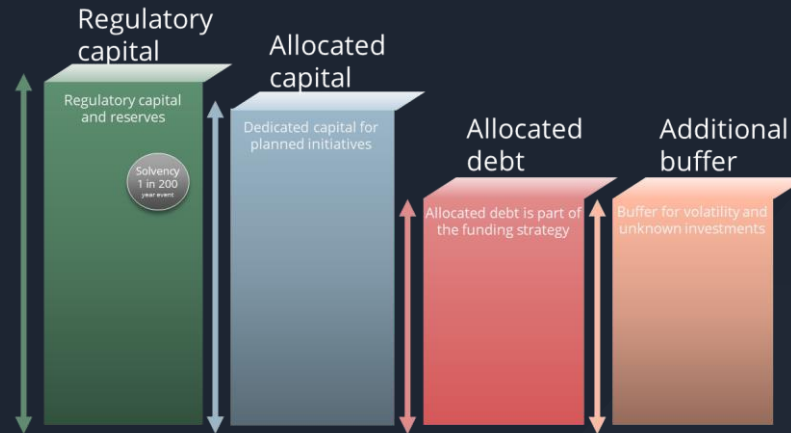 Regulatory
capital
Regulatory capital
and reserves
Solvency
1 in 200
year event
Allocated
capital
Dedicated capital for
planned initiatives
Allocated
debt
Allocated debt is part of
the funding strategy
Additional
buffer
Buffer for volatility and
unknown investments